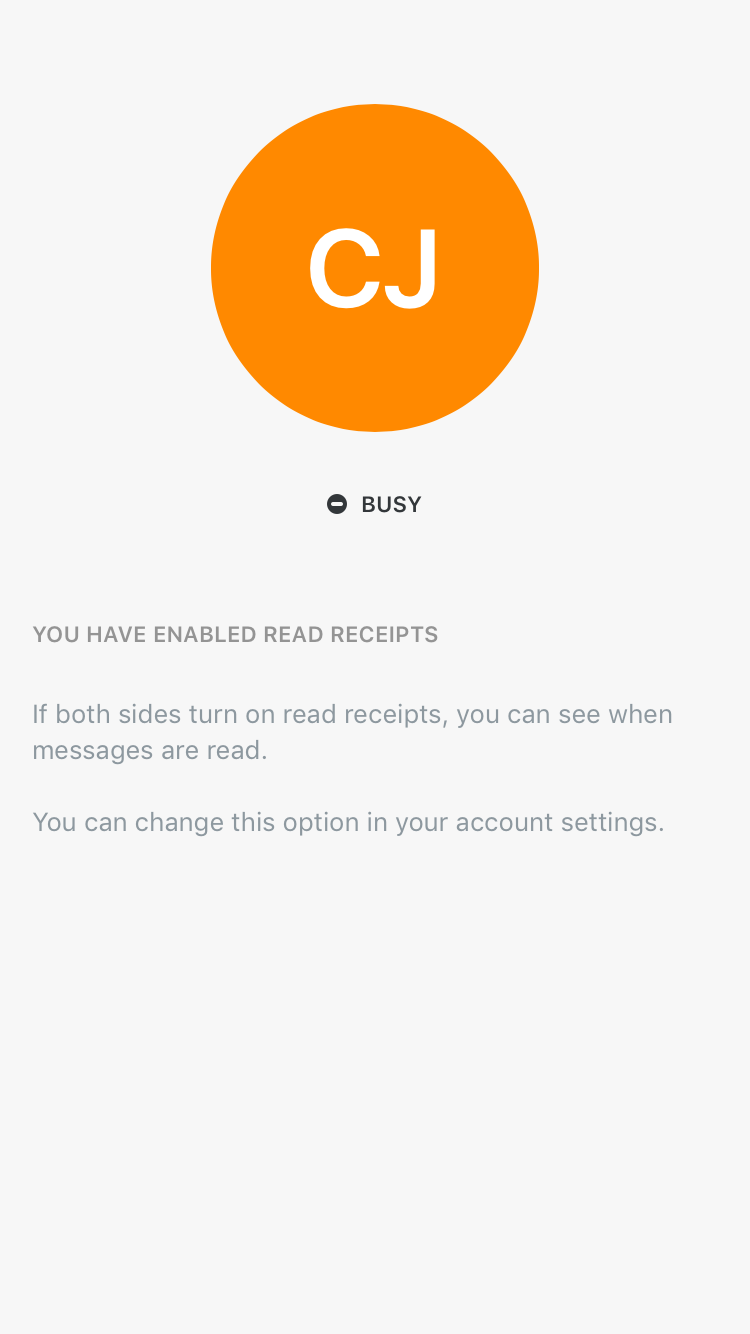 CJ
BUSY
YOU HAVE ENABLED READ RECEIPTS
If both sides turn on read receipts, you can see when
messages are read.
You can change this option in your account settings.